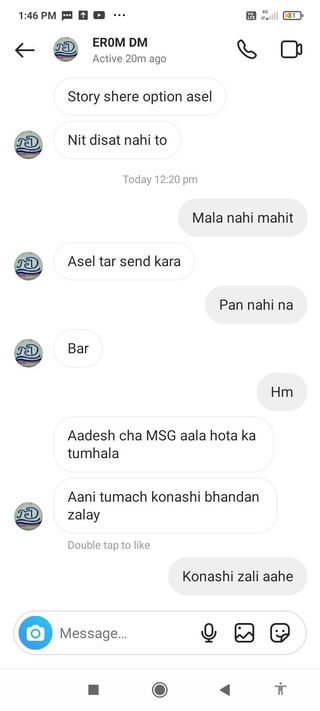 1:46 PM
ER0M DM
Active 20m ago
Story shere option asel
Nit disat nahi to
Today 12:20 pm
Mala nahi mahit
Asel tar send kara
Pan nahi na
Bar
Hm
Aadesh cha MSG aala hota ka
tumhala
Aani tumach konashi bhandan
zalay
Double tap to like
Konashi zali aahe
Message...